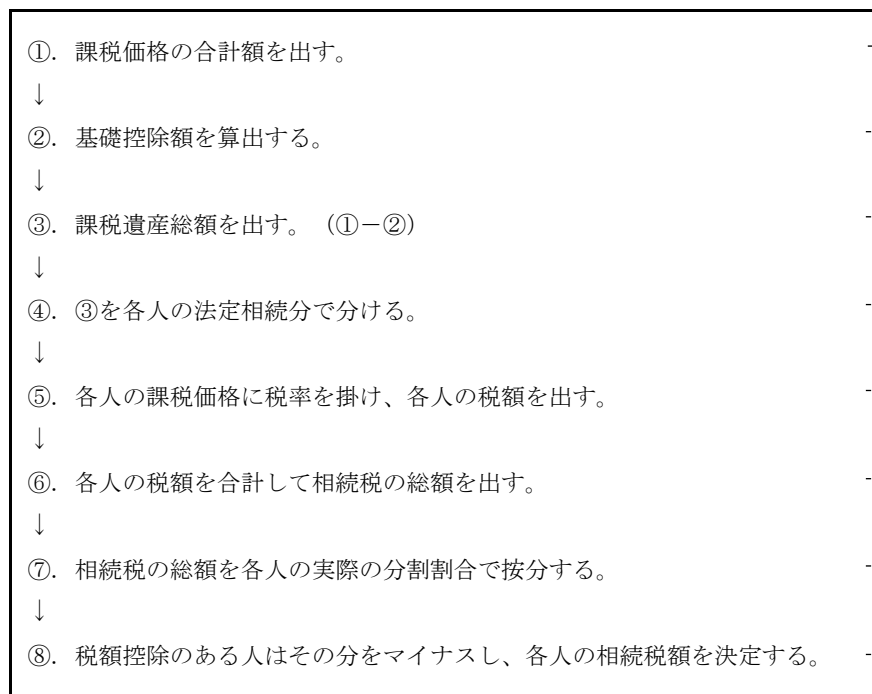 ①. 課税価格の合計額を出す。
↓
②. 基礎控除額を算出する。
↓
③. 課税遺産総額を出す。（①－②）
↓
④. ③を各人の法定相続分で分ける。
↓
⑤. 各人の課税価格に税率を掛け、各人の税額を出す。
↓
⑥. 各人の税額を合計して相続税の総額を出す。
↓
⑦. 相続税の総額を各人の実際の分割割合で按分する。
↓
⑧. 税額控除のある人はその分をマイナスし、各人の相続税額を決定する。